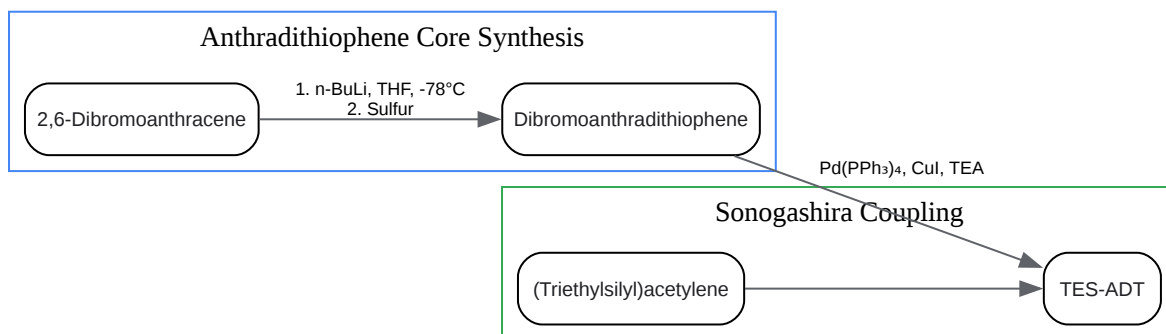 Anthradithiophene Core Synthesis
2,6-Dibromoanthracene
1. n-BuLi, THF, -78°C
2. Sulfur
Dibromoanthradithiophene
Pd(PPh₃)₄, CuI, TEA
Sonogashira Coupling
(Triethylsilyl)acetylene
TES-ADT